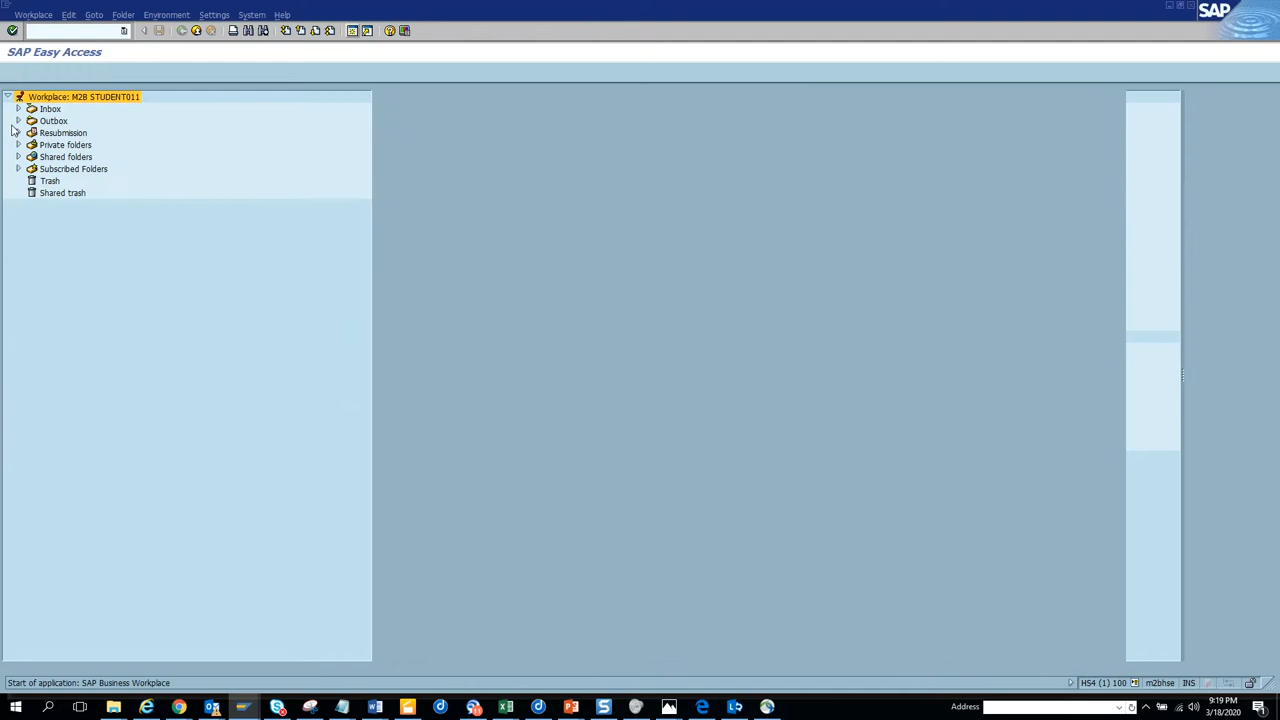 Workplace Edit Goto Folder Environment Settings System Help
SAP
SAP Easy Access
Workplace: M2B STUDENT011
Inbox
Outbox
Resubmission
Private folders
Shared folders
Subscribed Folders
Trash
Shared trash
Start of application: SAP Business Workplace
HS4 (1) 100 m2bhse INS
Address
9:19 PM
3/18/2020